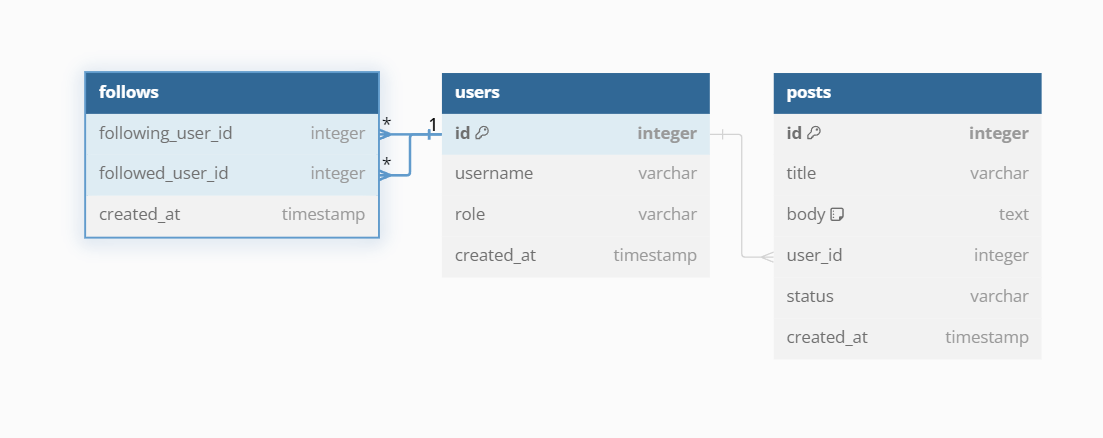 follows
following_user_id integer
followed_user_id integer
created_at timestamp
*
*
1
users
id integer
username varchar
role varchar
created_at timestamp
posts
id integer
title varchar
body text
user_id integer
status varchar
created_at timestamp